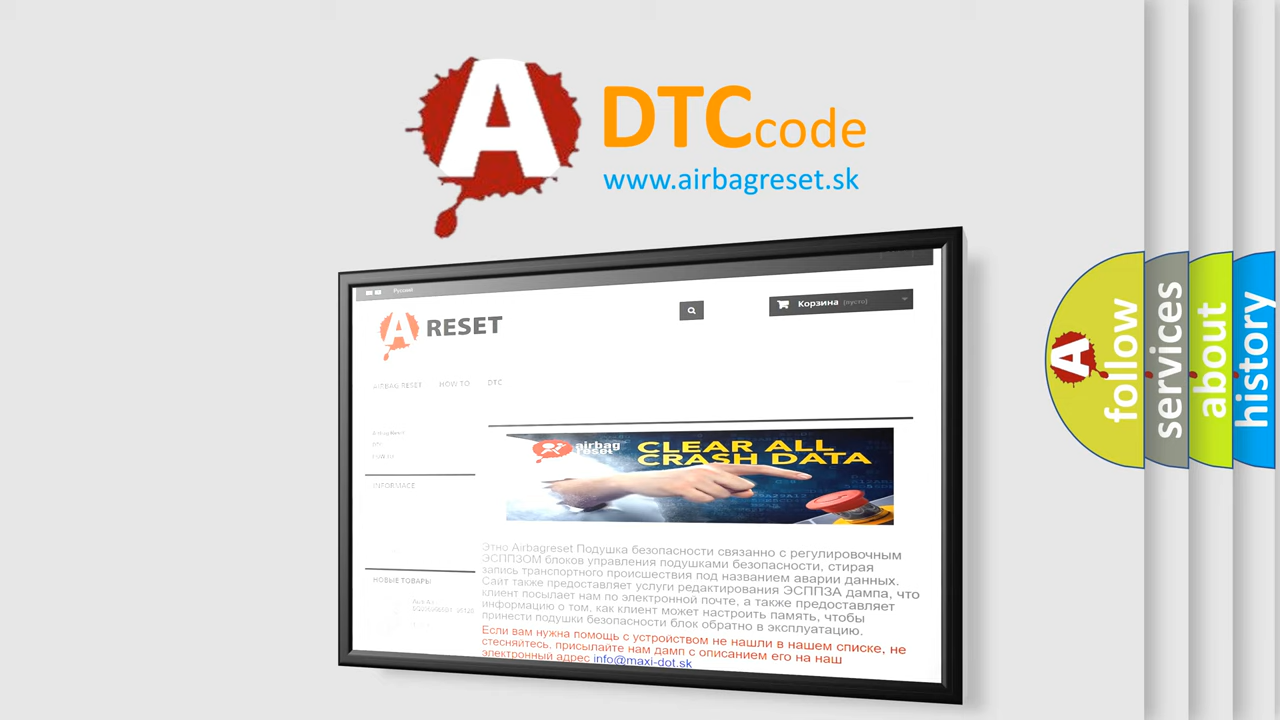 A
DTCcode
www.airbagreset.sk
Русский
A RESET
Корзина (пусто)
AIRBAG RESET HOW TO DTC
DTC
INFORMACE
airbag
reset
CLEAR ALL
CRASH DATA
Этно Airbagreset Подушка безопасности связанно с регулировочным
ЭСППЗОМ блоков управления подушками безопасности, стирая
запись транспортного происшествия под названием аварии данных.
Сайт также предоставляет услуги редактирования ЭСППЗА дампа, что
клиент посылает нам по электронной почте, а также предоставляет
информацию о том, как клиент может настроить память, чтобы
принести подушки безопасности блок обратно в эксплуатацию.
Если вам нужна помощь с устройством не нашли в нашем списке, не
стесняйтесь, присылайте нам дамп с описанием его на наш
электронный адрес info@maxi-dot.sk
НОВЫЕ ТОВАРЫ
A
follow
services
about
history